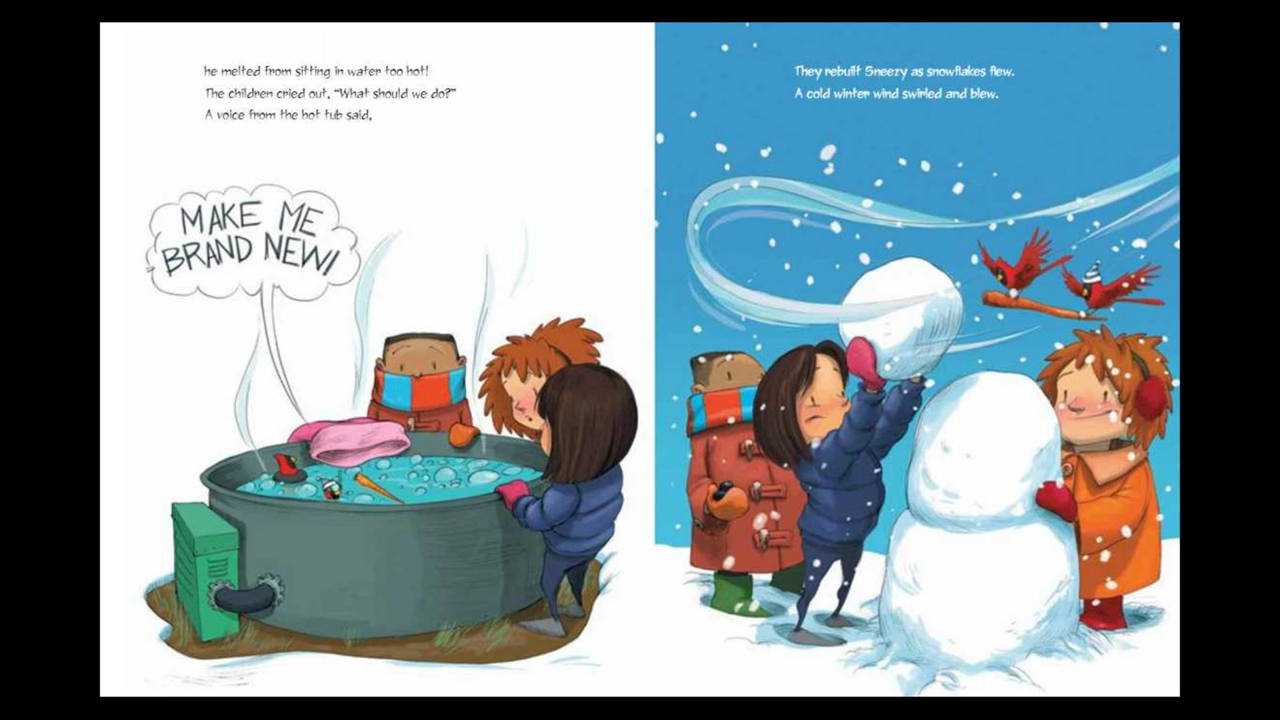 he melted from sitting in water too hot!
The children cried out, “What should we do?”
A voice from the hot tub said,
MAKE ME
BRAND NEW!
They rebuilt Sneezy as snowflakes flew.
A cold winter wind swirled and blew.